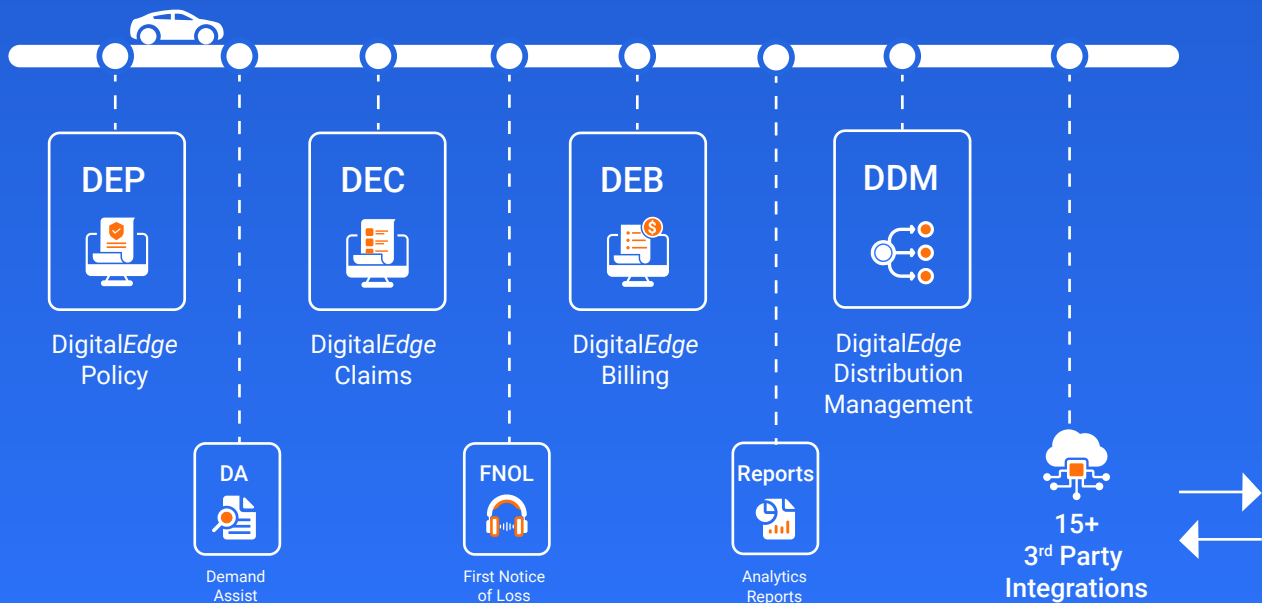 DEP
DigitalEdge
Policy
DA
Demand
Assist
DEC
DigitalEdge
Claims
FNOL
First Notice
of Loss
DEB
$
DigitalEdge
Billing
Reports
Analytics
Reports
DDM
DigitalEdge
Distribution
Management
15+
3rd Party
Integrations